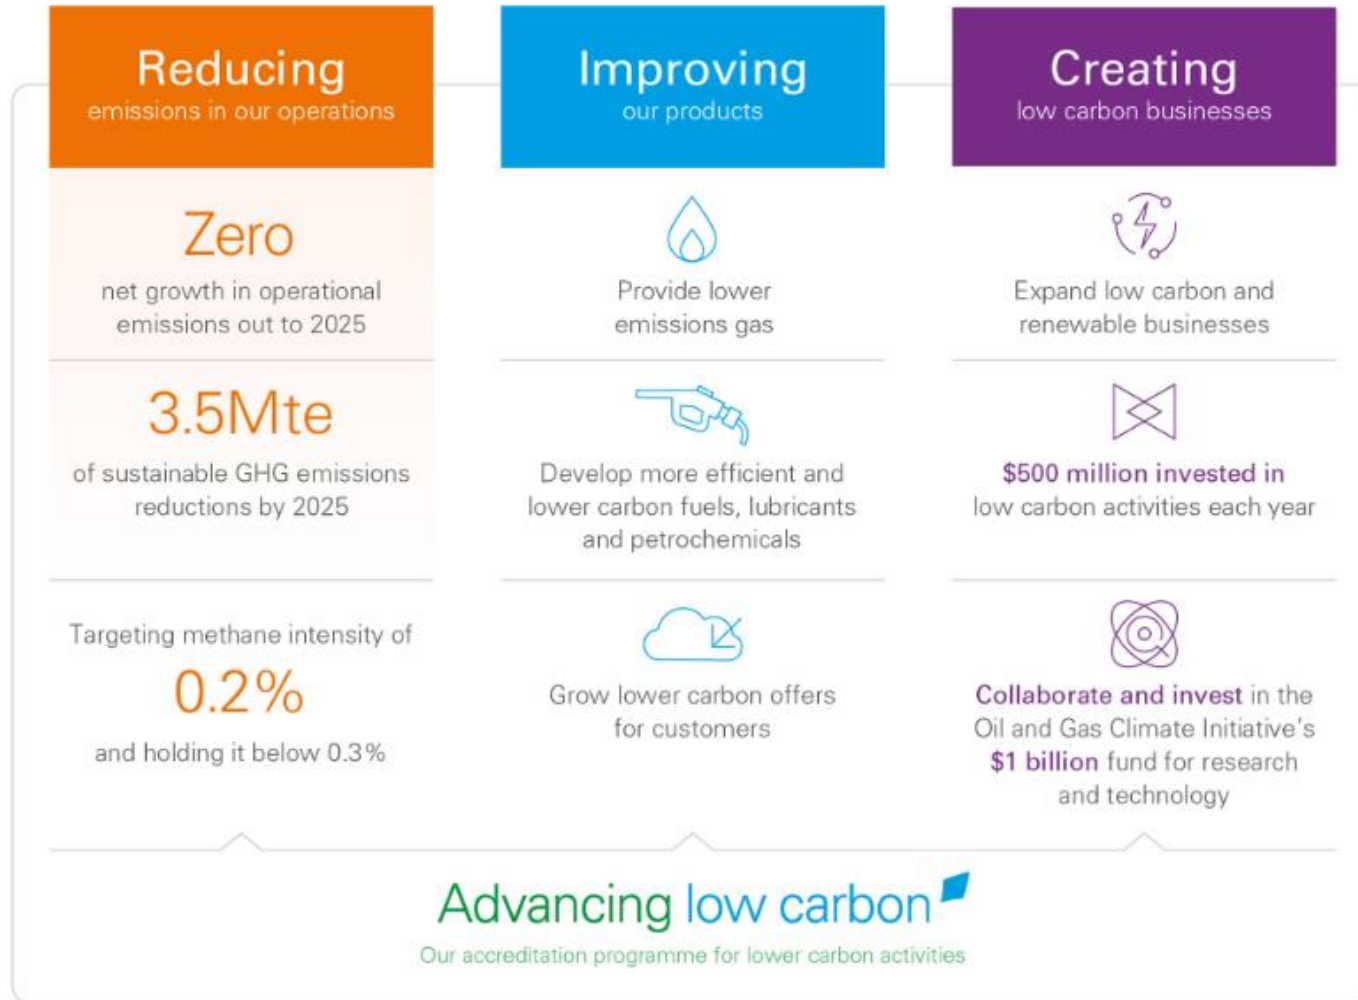 Reducing
emissions in our operations
Zero
net growth in operational
emissions out to 2025
3.5Mte
of sustainable GHG emissions
reductions by 2025
Targeting methane intensity of
0.2%
and holding it below 0.3%
Improving
our products
Provide lower
emissions gas
Develop more efficient and
lower carbon fuels, lubricants
and petrochemicals
Grow lower carbon offers
for customers
Creating
low carbon businesses
Expand low carbon and
renewable businesses
$500 million invested in
low carbon activities each year
Collaborate and invest in the
Oil and Gas Climate Initiative's
$1 billion fund for research
and technology
Advancing low carbon
Our accreditation programme for lower carbon activities